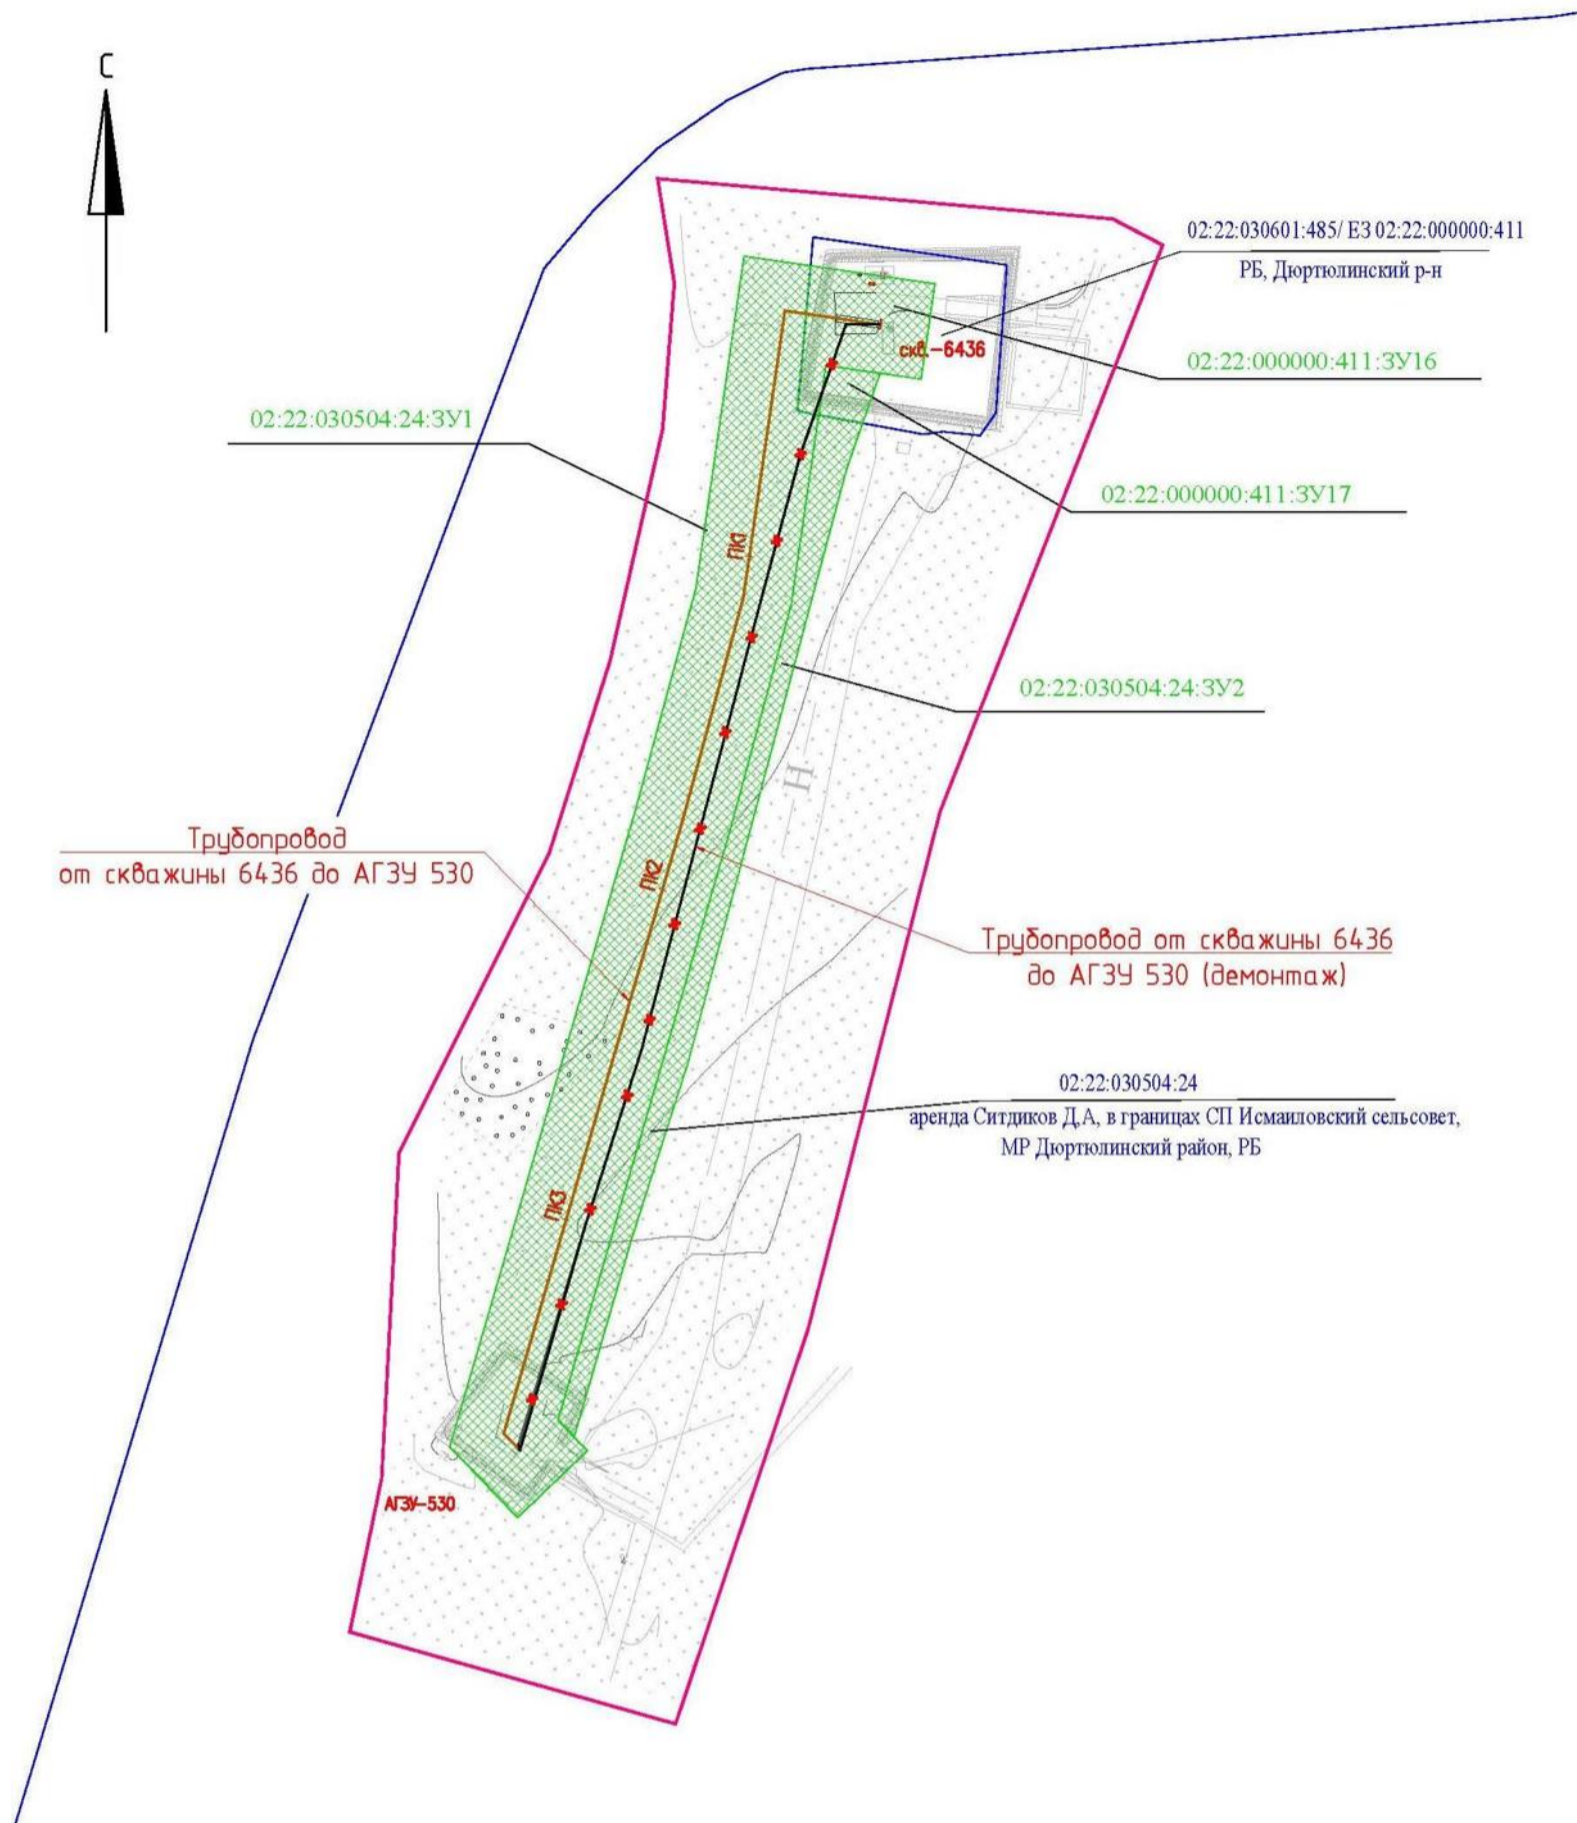 С
02:22:030601:485/ ЕЗ 02:22:000000:411
РБ, Дюртюлинский р-н
скв.-6436
02:22:000000:411:ЗУ16
02:22:030504:24:ЗУ1
02:22:000000:411:ЗУ17
ПК1
02:22:030504:24:ЗУ2
Н
Трубопровод
от скважины 6436 до АГЗУ 530
ПК2
Трубопровод от скважины 6436
до АГЗУ 530 (демонтаж)
02:22:030504:24
аренда Ситдиков Д,А, в границах СП Исмаиловский сельсовет,
МР Дюртюлинский район, РБ
ПК3
АГЗУ-530